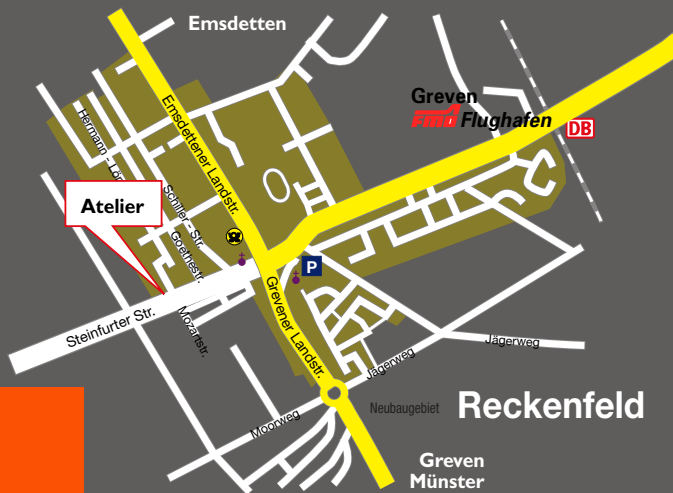 Emsdetten
Greven
FMO Flughafen
DB
Emsdettener Landstr.
Hermann - Lön
Schiller - Str.
Goethestr.
Atelier
P
Steinfurter Str.
Mozartstr.
Grevener Landstr.
Jägerweg
Jägerweg
Moorweg
Neubaugebiet
Reckenfeld
Greven
Münster